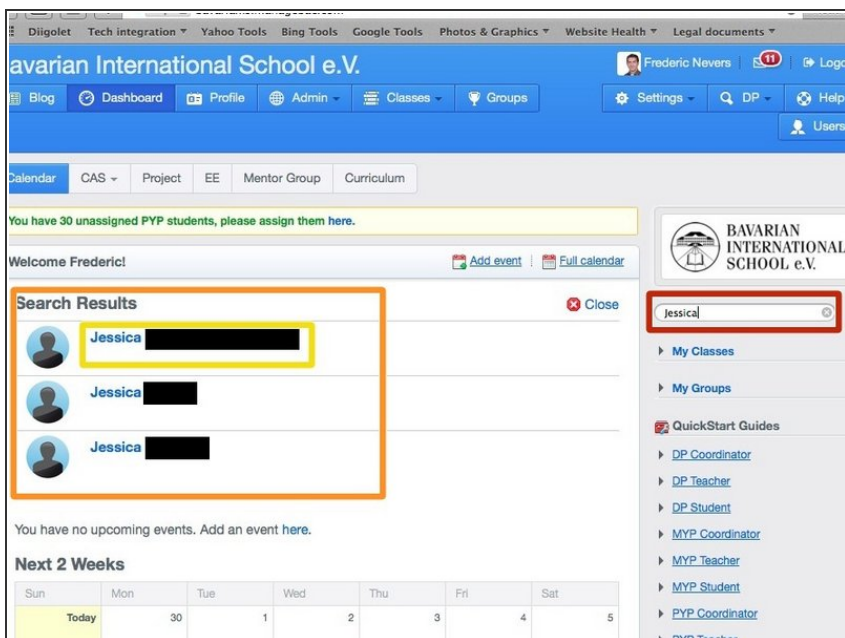 Diigolet Tech integration ▾ Yahoo Tools Bing Tools Google Tools Photos & Graphics ▾ Website Health ▾ Legal documents ▾
avarian International School e.V.
Frederic Nevers 11 Logo
Blog Dashboard Profile Admin Classes Groups Settings DP Help
Users
Calendar CAS Project EE Mentor Group Curriculum
You have 30 unassigned PYP students, please assign them here.
Welcome Frederic! Add event Full calendar
Search Results Close
Jessica
Jessica
Jessica
You have no upcoming events. Add an event here.
Next 2 Weeks
Sun Mon Tue Wed Thu Fri Sat
Today 30 1 2 3 4 5
BAVARIAN
INTERNATIONAL
SCHOOL e.V.
Jessica
My Classes
My Groups
QuickStart Guides
DP Coordinator
DP Teacher
DP Student
MYP Coordinator
MYP Teacher
MYP Student
PYP Coordinator